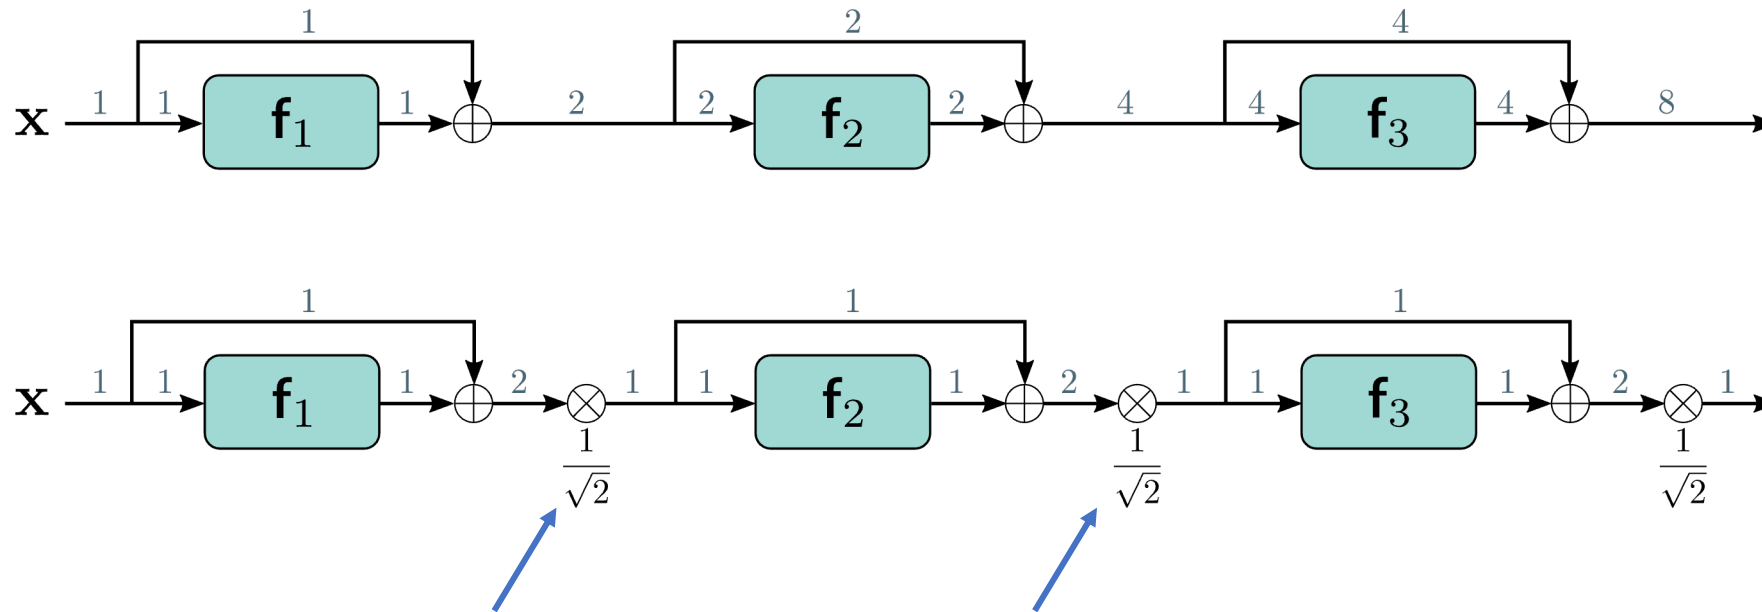 1 2 4
x 1 1 f₁ 1 2 2 f₂ 2 4 4 f₃ 4 8
1 1 1
x 1 1 f₁ 1 2 1 1 f₂ 1 2 1 1 f₃ 1 2 1
1/√2 1/√2 1/√2